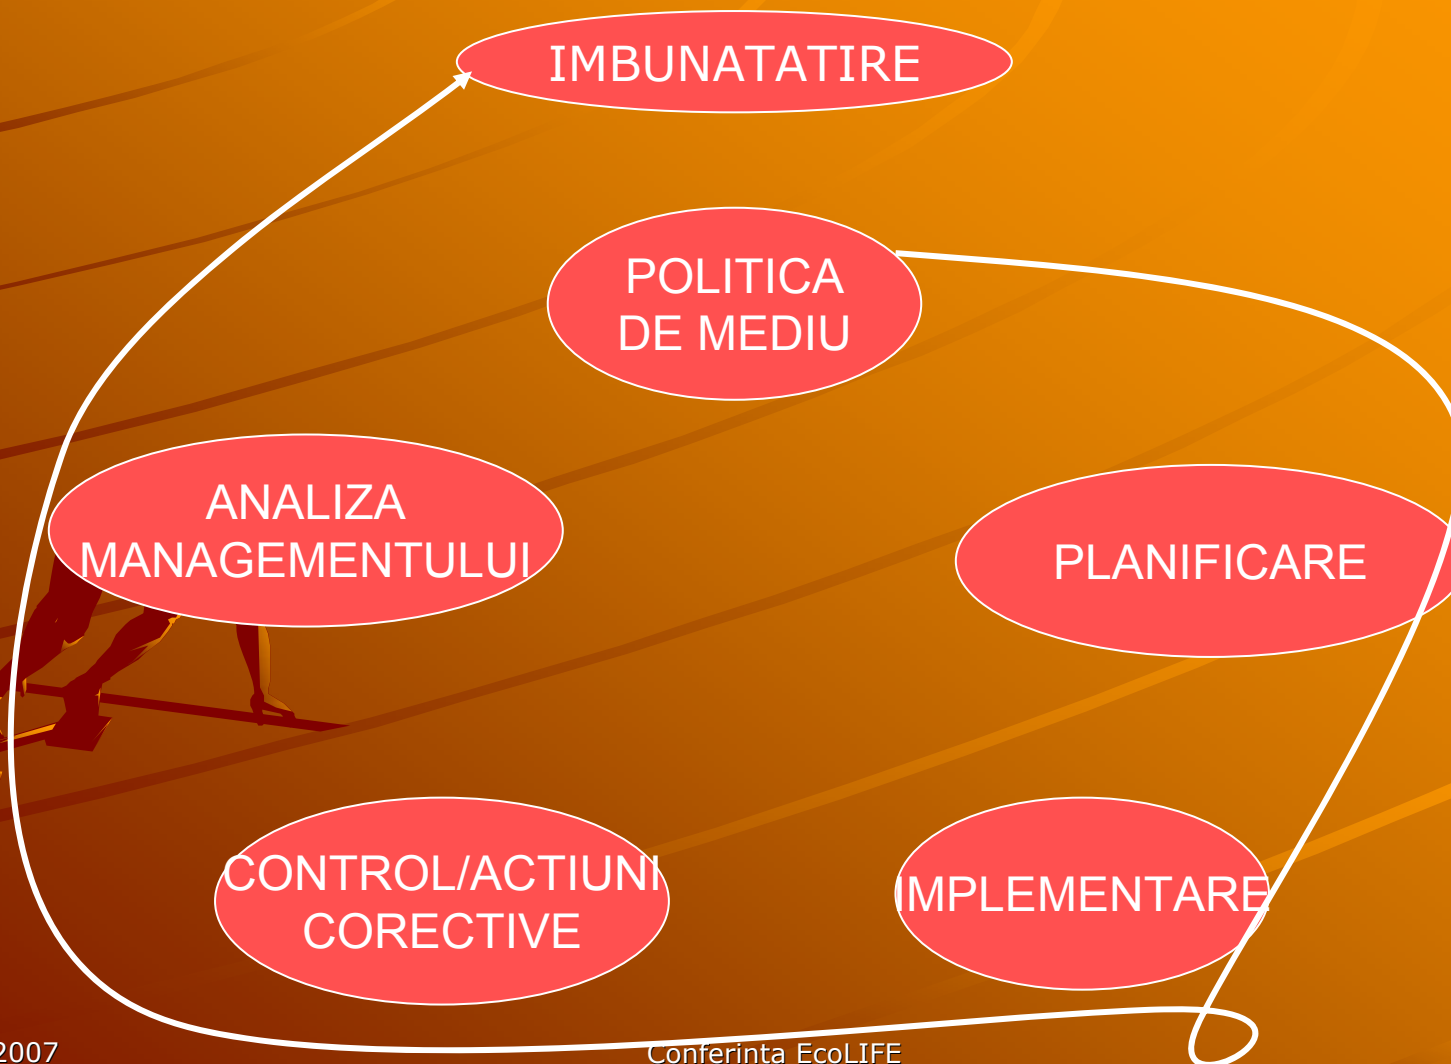 IMBUNATATIRE
POLITICA
DE MEDIU
ANALIZA
MANAGEMENTULUI
PLANIFICARE
CONTROL/ACTIUNI
CORECTIVE
IMPLEMENTARE
2007
Conferinta EcoLIFE